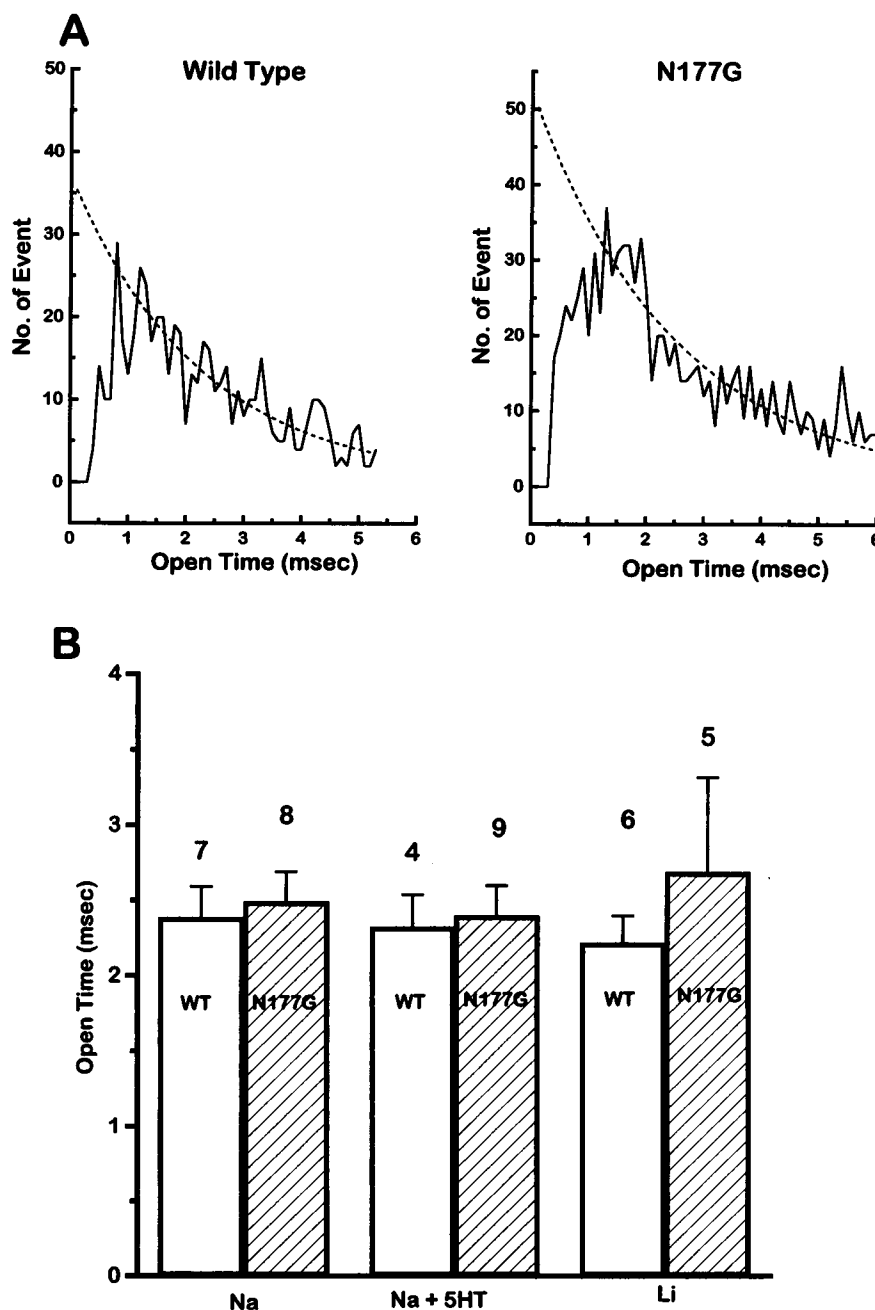 A
Wild Type
N177G
50
40
30
20
10
0
No. of Event
0 1 2 3 4 5 6
Open Time (msec)
50
40
30
20
10
0
No. of Event
0 1 2 3 4 5 6
Open Time (msec)
B
4
3
2
1
0
Open Time (msec)
7 8 4 9 6 5
WT N177G WT N177G WT N177G
Na Na + 5HT Li